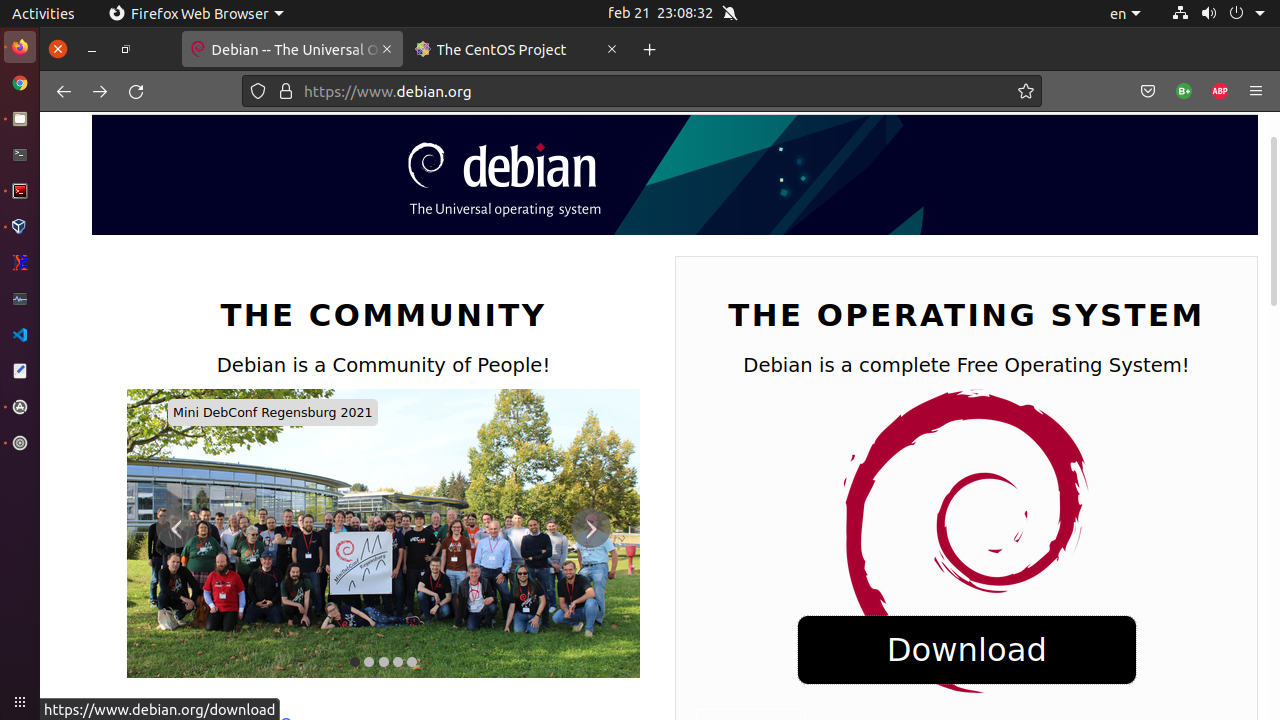 Activities
Firefox Web Browser
feb 21 23:08:32
en
Debian -- The Universal O
The CentOS Project
https://www.debian.org
B+
ABP
debian
The Universal operating system
THE COMMUNITY
Debian is a Community of People!
Mini DebConf Regensburg 2021
MiniDebConf
Regensburg
THE OPERATING SYSTEM
Debian is a complete Free Operating System!
Download
https://www.debian.org/download